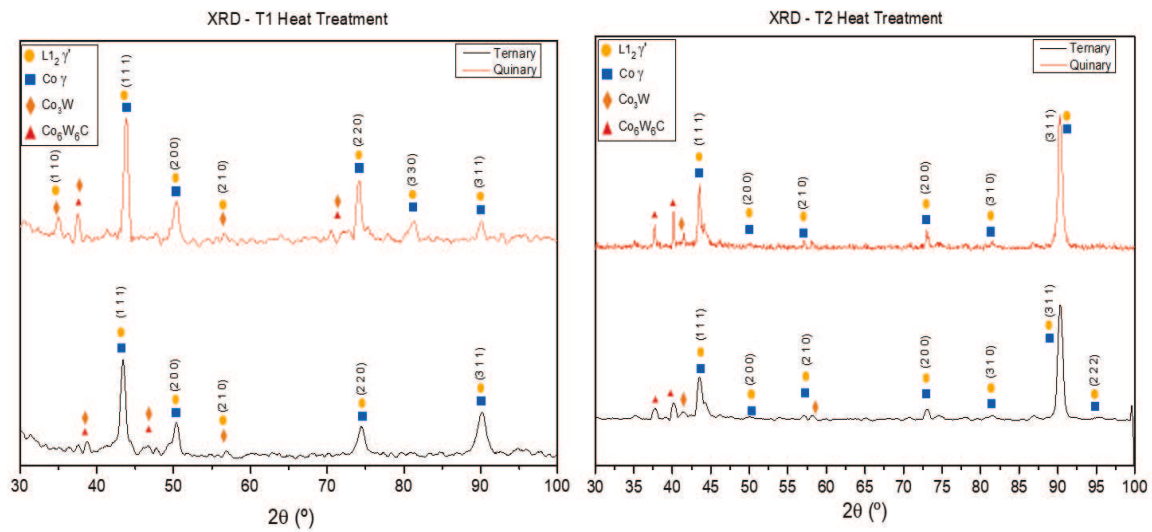 XRD - T1 Heat Treatment
L1₂ γ'
Co γ
Co₃W
Co₆W₆C
Ternary
Quinary
(1 1 0)
(1 1 1)
(2 0 0)
(2 1 0)
(2 2 0)
(3 3 0)
(3 1 1)
(1 1 1)
(2 0 0)
(2 1 0)
(2 2 0)
(3 1 1)
30 40 50 60 70 80 90 100
2θ (º)
XRD - T2 Heat Treatment
L1₂ γ'
Co γ
Co₃W
Co₆W₆C
Ternary
Quinary
(1 1 1)
(2 0 0)
(2 1 0)
(2 0 0)
(3 1 0)
(3 1 1)
(1 1 1)
(2 0 0)
(2 1 0)
(2 0 0)
(3 1 0)
(3 1 1)
(2 2 2)
30 35 40 45 50 55 60 65 70 75 80 85 90 95 100
2θ (º)